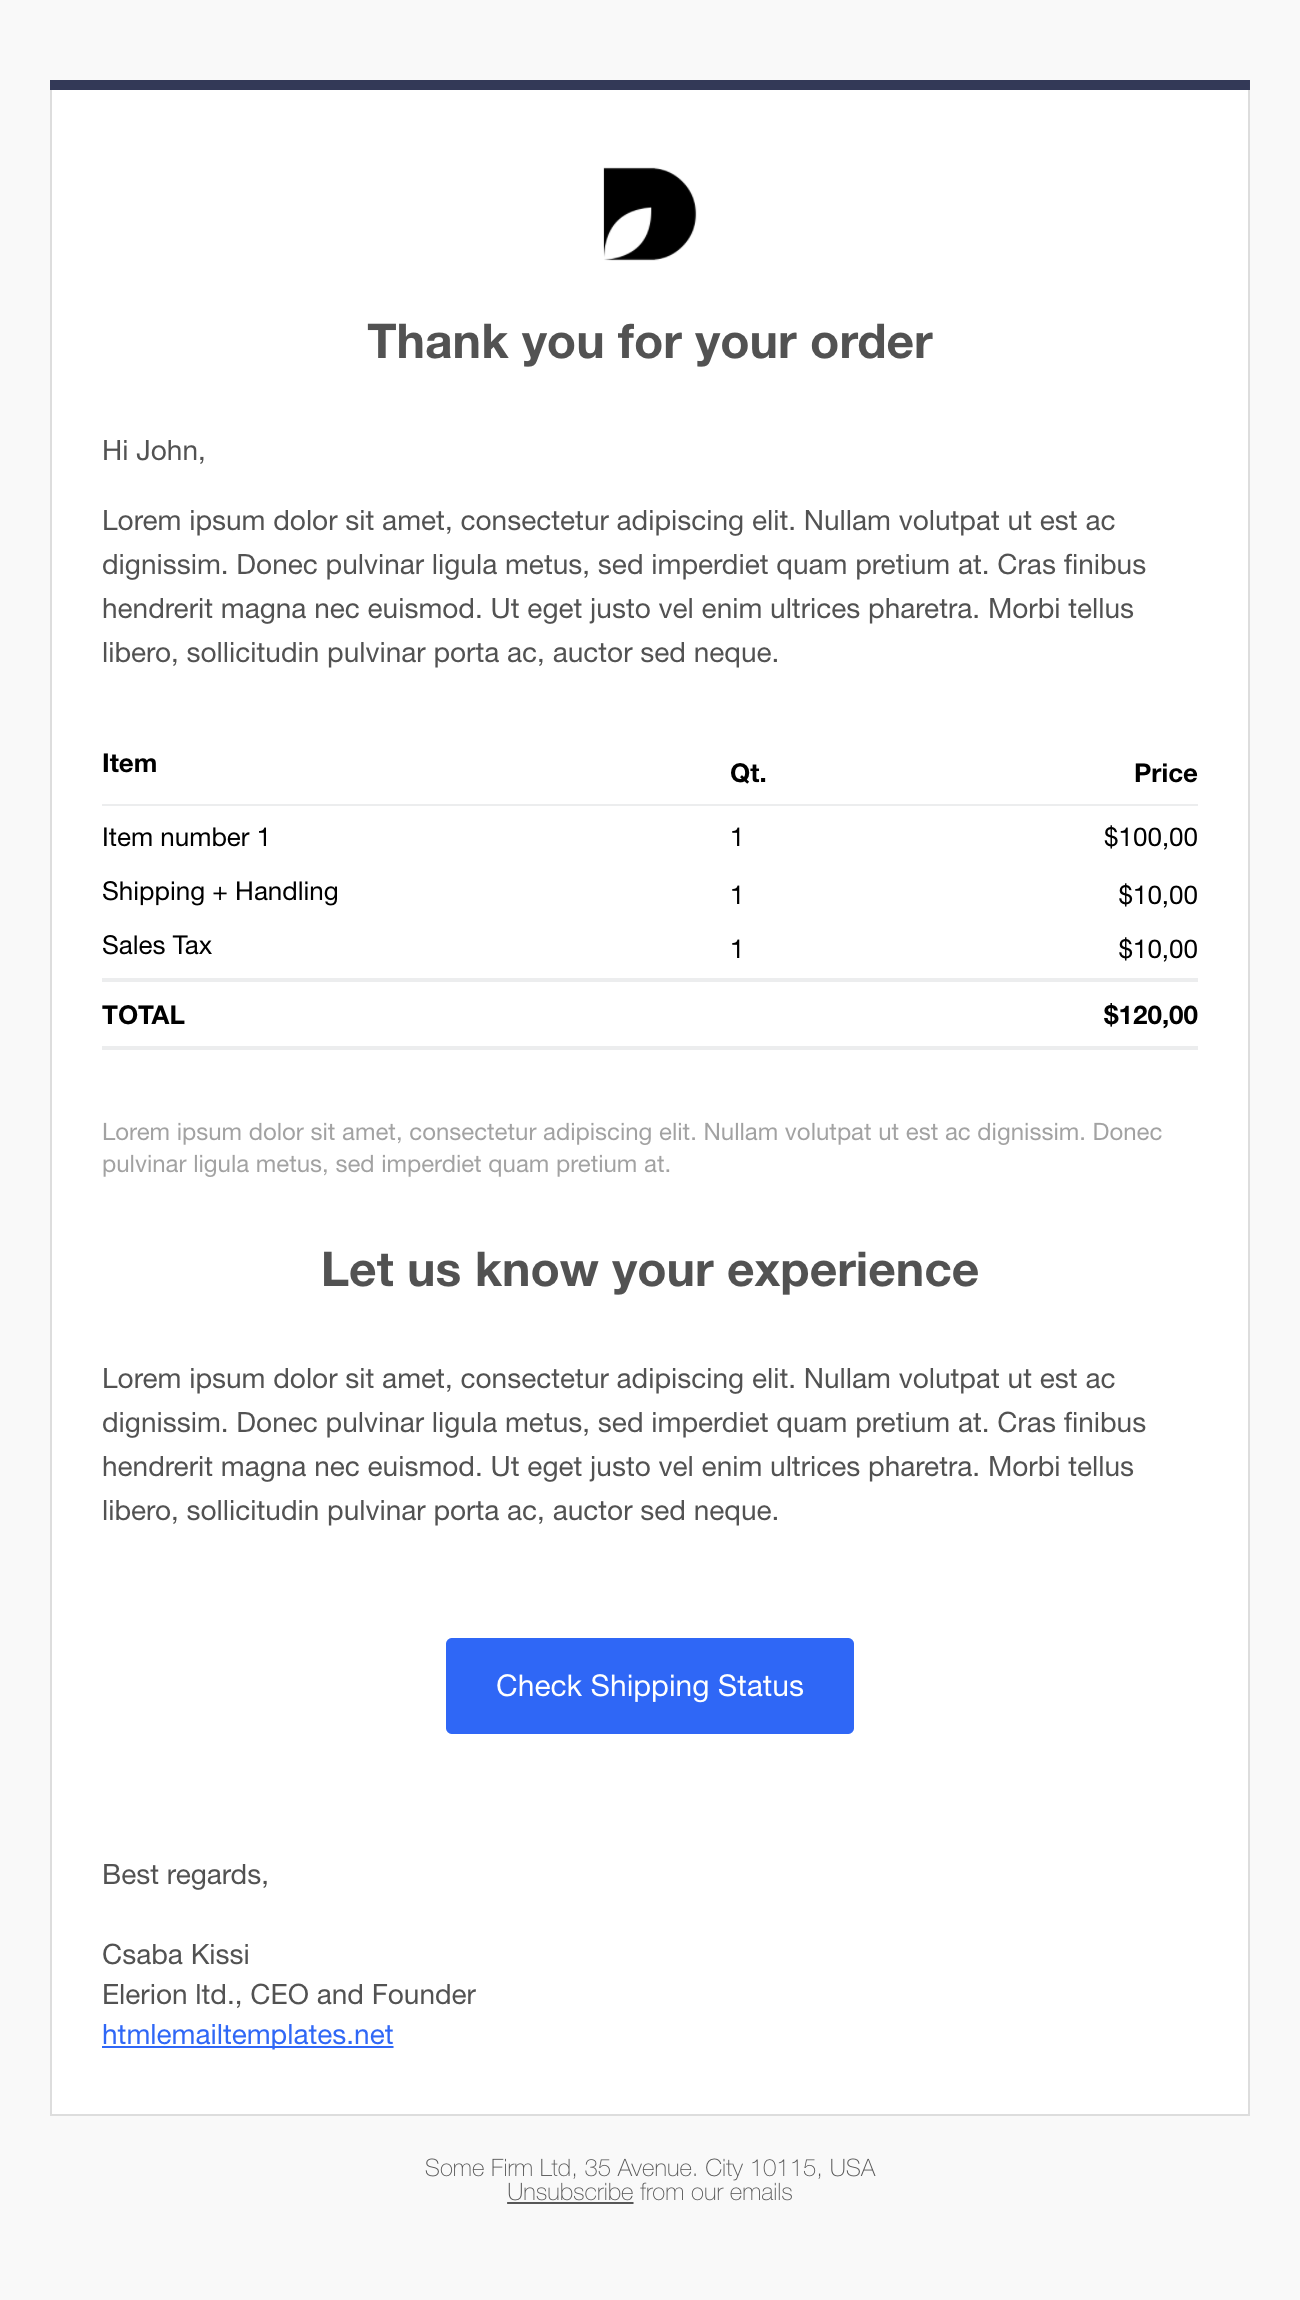 Thank you for your order
Hi John,
Lorem ipsum dolor sit amet, consectetur adipiscing elit. Nullam volutpat ut est ac
dignissim. Donec pulvinar ligula metus, sed imperdiet quam pretium at. Cras finibus
hendrerit magna nec euismod. Ut eget justo vel enim ultrices pharetra. Morbi tellus
libero, sollicitudin pulvinar porta ac, auctor sed neque.
Item Qt. Price
Item number 1 1 $100,00
Shipping + Handling 1 $10,00
Sales Tax 1 $10,00
TOTAL $120,00
Lorem ipsum dolor sit amet, consectetur adipiscing elit. Nullam volutpat ut est ac dignissim. Donec
pulvinar ligula metus, sed imperdiet quam pretium at.
Let us know your experience
Lorem ipsum dolor sit amet, consectetur adipiscing elit. Nullam volutpat ut est ac
dignissim. Donec pulvinar ligula metus, sed imperdiet quam pretium at. Cras finibus
hendrerit magna nec euismod. Ut eget justo vel enim ultrices pharetra. Morbi tellus
libero, sollicitudin pulvinar porta ac, auctor sed neque.
Check Shipping Status
Best regards,
Csaba Kissi
Elerion ltd., CEO and Founder
htmlemailtemplates.net
Some Firm Ltd, 35 Avenue. City 10115, USA
Unsubscribe from our emails